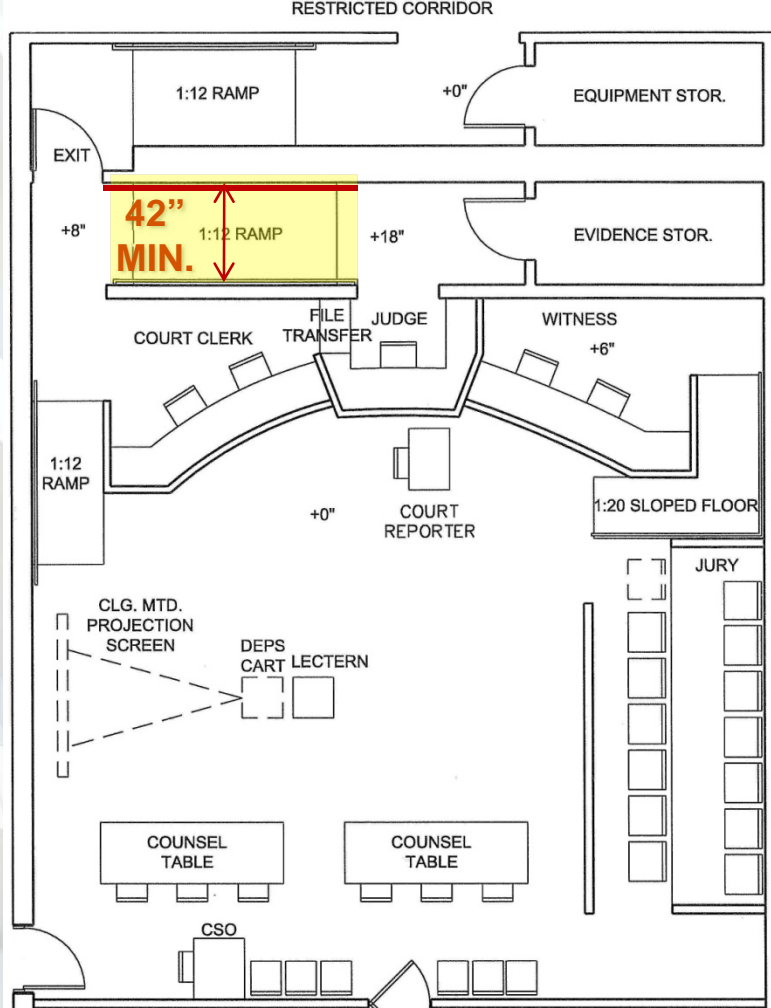 RESTRICTED CORRIDOR
1:12 RAMP
+0"
EQUIPMENT STOR.
EXIT
42”
MIN.
+8"
1:12 RAMP
+18"
EVIDENCE STOR.
COURT CLERK
FILE
TRANSFER
JUDGE
WITNESS
+6"
1:12
RAMP
+0"
COURT
REPORTER
1:20 SLOPED FLOOR
JURY
CLG. MTD.
PROJECTION
SCREEN
DEPS
CART
LECTERN
COUNSEL
TABLE
COUNSEL
TABLE
CSO